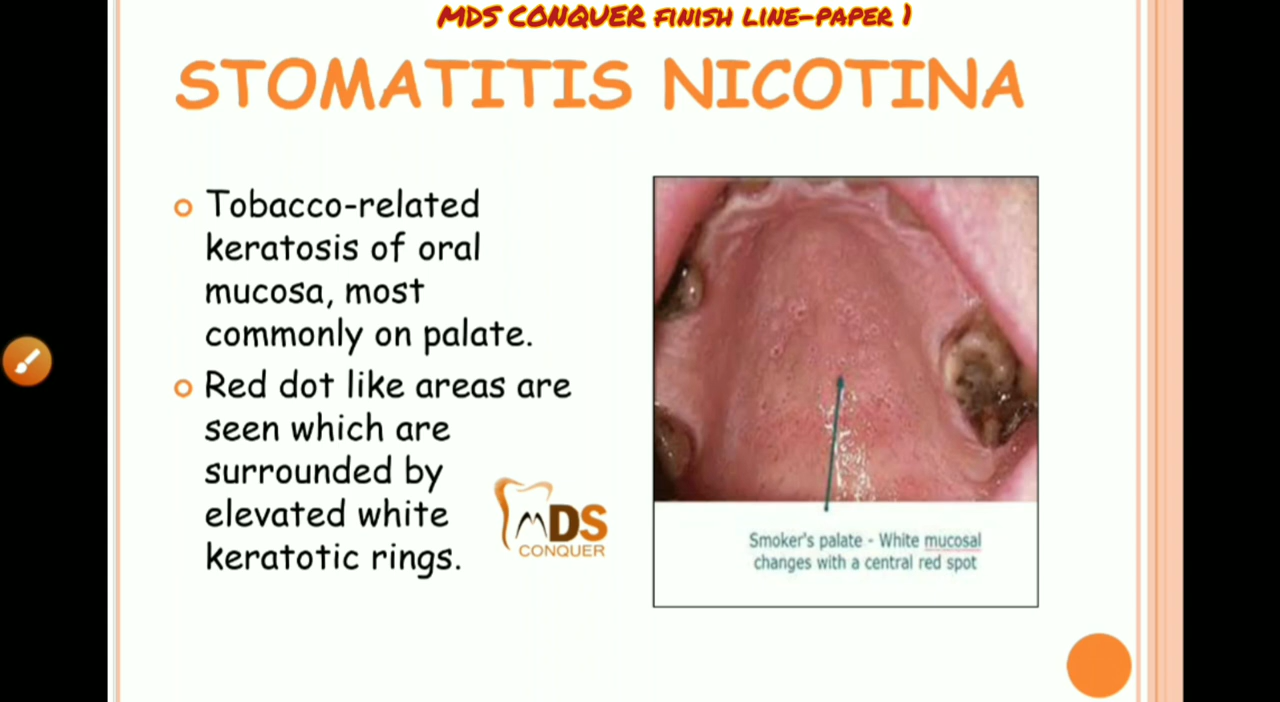 MDS CONQUER FINISH LINE-PAPER 1
STOMATITIS NICOTINA
Tobacco-related
keratosis of oral
mucosa, most
commonly on palate.
Red dot like areas are
seen which are
surrounded by
elevated white
keratotic rings.
MDS
CONQUER
Smoker's palate - White mucosal
changes with a central red spot